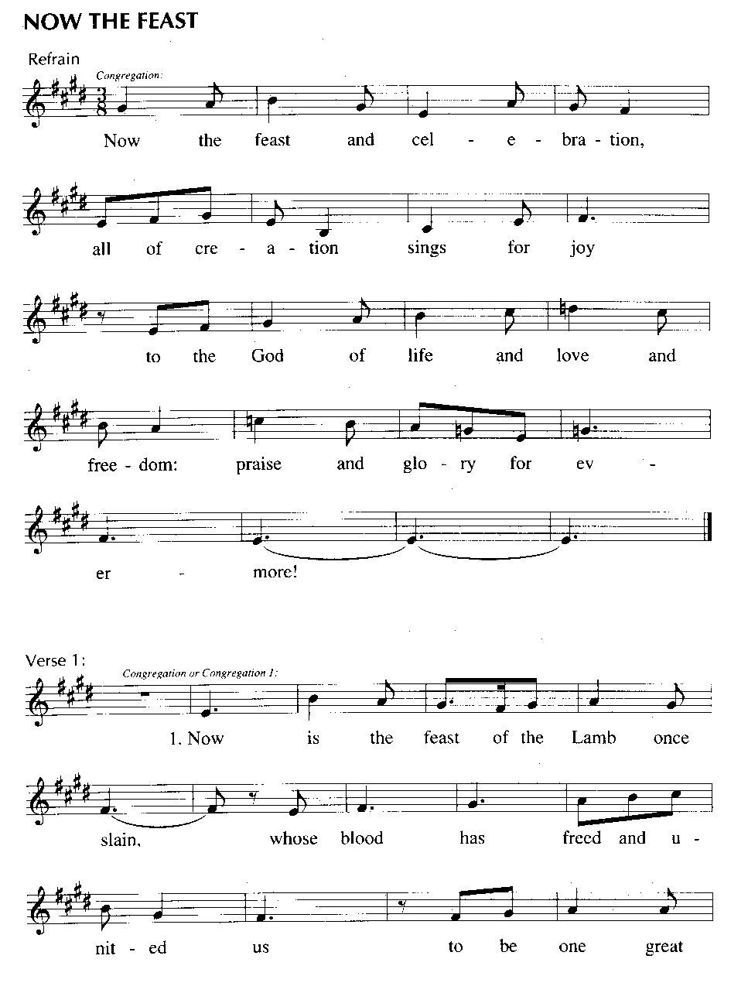 NOW THE FEAST
Refrain
Congregation:
3
8
Now the feast and cel - e - bra - tion,
all of cre - a - tion sings for joy
to the God of life and love and
free - dom: praise and glo - ry for ev -
er - more!
Verse 1:
Congregation or Congregation 1:
1. Now is the feast of the Lamb once
slain, whose blood has freed and u -
nit - ed us to be one great